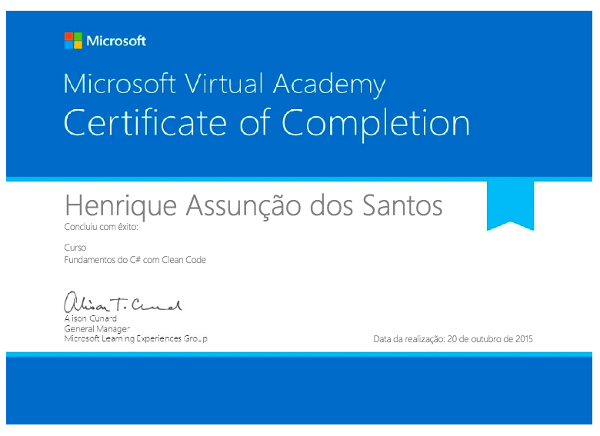 Microsoft
Microsoft Virtual Academy
Certificate of Completion
Henrique Assunção dos Santos
Concluiu com êxito:
Curso
Fundamentos do C# com Clean Code
Alison T. Cunard
Alison Cunard
General Manager
Microsoft Learning Experiences Group
Data da realização: 20 de outubro de 2015